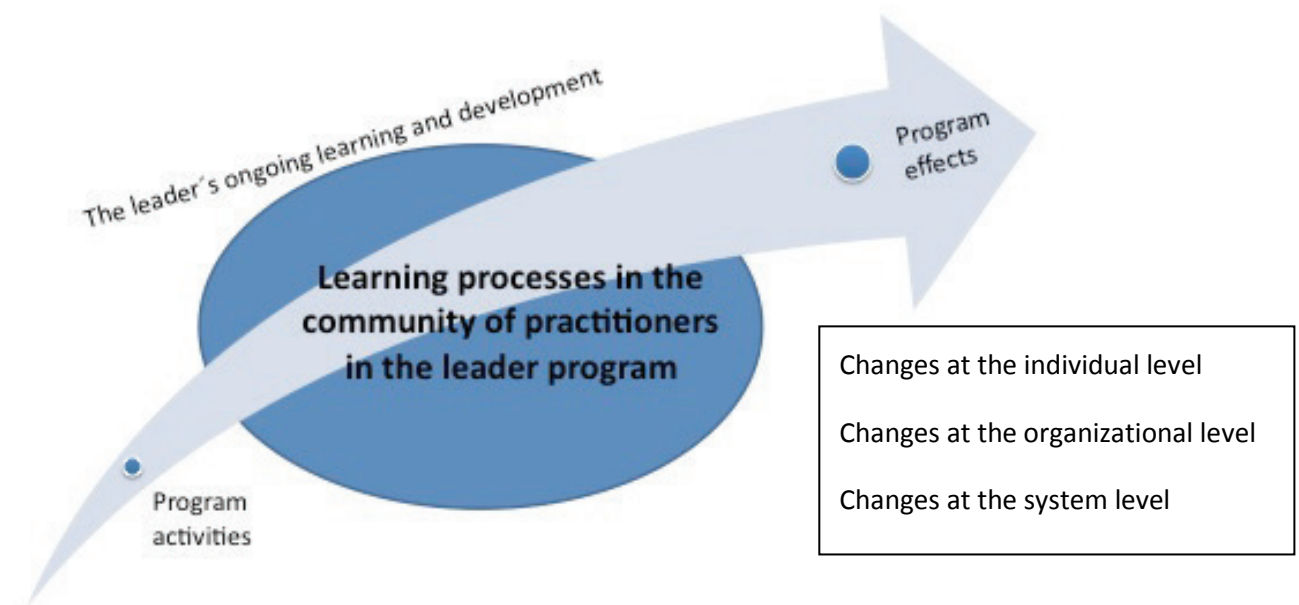 The leader´s ongoing learning and development
Program
effects
Learning processes in the
community of practitioners
in the leader program
Program
activities
Changes at the individual level
Changes at the organizational level
Changes at the system level